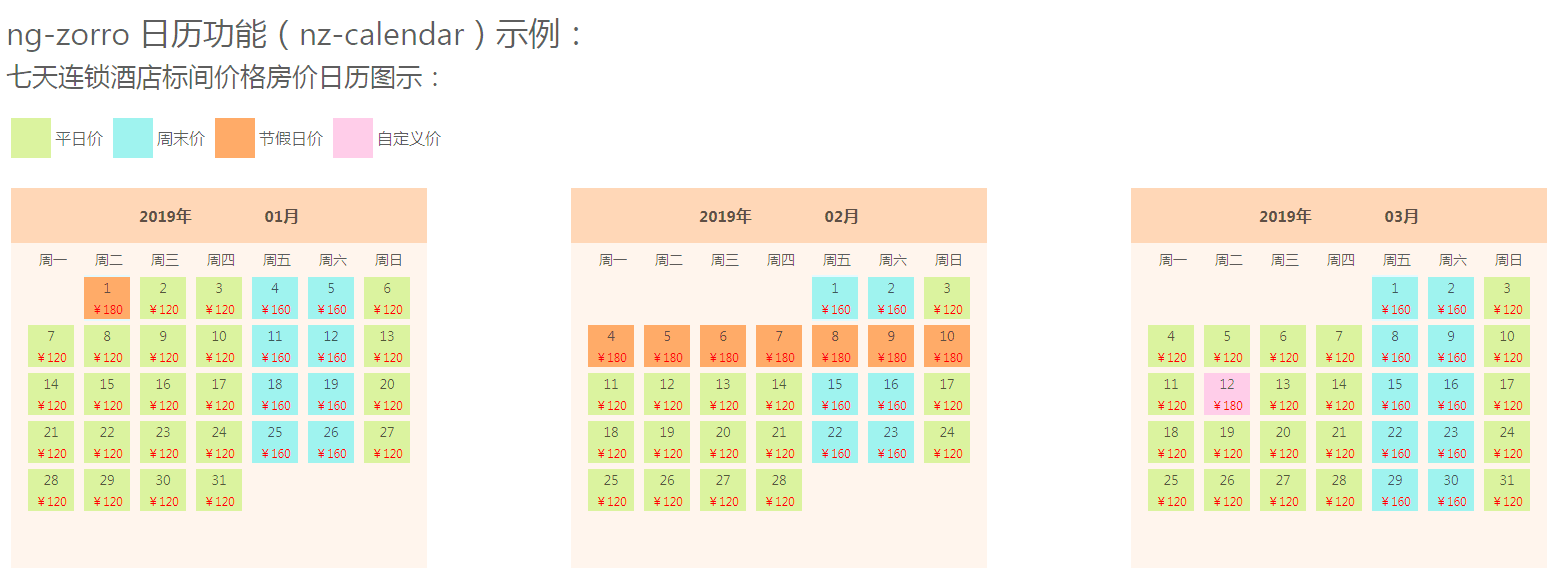 ng-zorro 日历功能（nz-calendar）示例：
七天连锁酒店标间价格房价日历图示：
平日价 周末价 节假日价 自定义价
2019年 01月
周一 周二 周三 周四 周五 周六 周日
1 2 3 4 5 6
¥180 ¥120 ¥120 ¥160 ¥160 ¥120
7 8 9 10 11 12 13
¥120 ¥120 ¥120 ¥120 ¥160 ¥160 ¥120
14 15 16 17 18 19 20
¥120 ¥120 ¥120 ¥120 ¥160 ¥160 ¥120
21 22 23 24 25 26 27
¥120 ¥120 ¥120 ¥120 ¥160 ¥160 ¥120
28 29 30 31
¥120 ¥120 ¥120 ¥120
2019年 02月
周一 周二 周三 周四 周五 周六 周日
1 2 3
¥160 ¥160 ¥120
4 5 6 7 8 9 10
¥180 ¥180 ¥180 ¥180 ¥180 ¥180 ¥180
11 12 13 14 15 16 17
¥120 ¥120 ¥120 ¥120 ¥160 ¥160 ¥120
18 19 20 21 22 23 24
¥120 ¥120 ¥120 ¥120 ¥160 ¥160 ¥120
25 26 27 28
¥120 ¥120 ¥120 ¥120
2019年 03月
周一 周二 周三 周四 周五 周六 周日
1 2 3
¥160 ¥160 ¥120
4 5 6 7 8 9 10
¥120 ¥120 ¥120 ¥120 ¥160 ¥160 ¥120
11 12 13 14 15 16 17
¥120 ¥180 ¥120 ¥120 ¥160 ¥160 ¥120
18 19 20 21 22 23 24
¥120 ¥120 ¥120 ¥120 ¥160 ¥160 ¥120
25 26 27 28 29 30 31
¥120 ¥120 ¥120 ¥120 ¥160 ¥160 ¥120